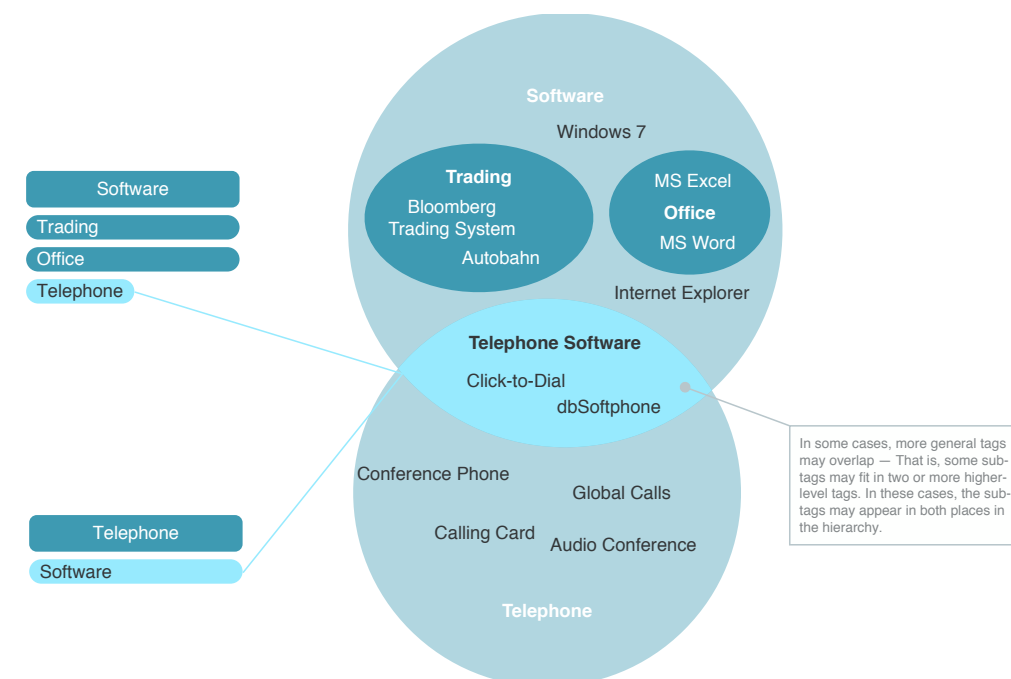 Software
Windows 7
Trading
Bloomberg
Trading System
Autobahn
MS Excel
Office
MS Word
Internet Explorer
Software
Trading
Office
Telephone
Telephone Software
Click-to-Dial
dbSoftphone
In some cases, more general tags
may overlap — That is, some sub-
tags may fit in two or more higher-
level tags. In these cases, the sub-
tags may appear in both places in
the hierarchy.
Conference Phone
Global Calls
Calling Card
Audio Conference
Telephone
Telephone
Software